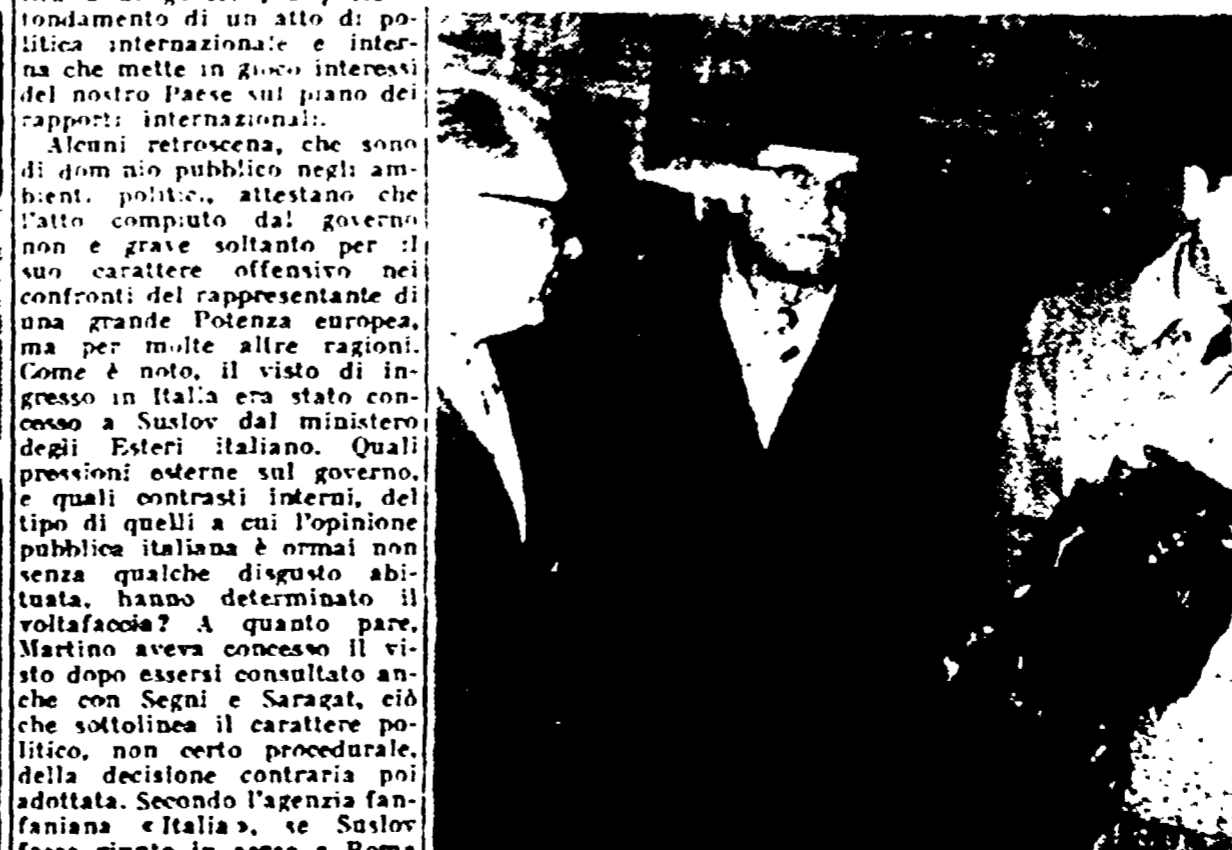 fondamento di un atto di po-
litica internazionale e inter-
na che mette in gioco interessi
del nostro Paese sul piano dei
rapporti internazionali.
Alcuni retroscena, che sono
di dominio pubblico negli am-
bienti politici, attestano che
l'atto compiuto dal governo
non è grave soltanto per il
suo carattere offensivo nei
confronti del rappresentante di
una grande Potenza europea,
ma per molte altre ragioni.
Come è noto, il visto di in-
gresso in Italia era stato con-
cesso a Suslov dal ministero
degli Esteri italiano. Quali
pressioni esterne sul governo,
e quali contrasti interni, del
tipo di quelli a cui l'opinione
pubblica italiana è ormai non
senza qualche disgusto abi-
tuata, hanno determinato il
voltafaccia? A quanto pare,
Martino aveva concesso il vi-
sto dopo essersi consultato an-
che con Segni e Saragat, ciò
che sottolinea il carattere po-
litico, non certo procedurale,
della decisione contraria poi
adottata. Secondo l'agenzia fan-
faniana «Italia», se Suslov